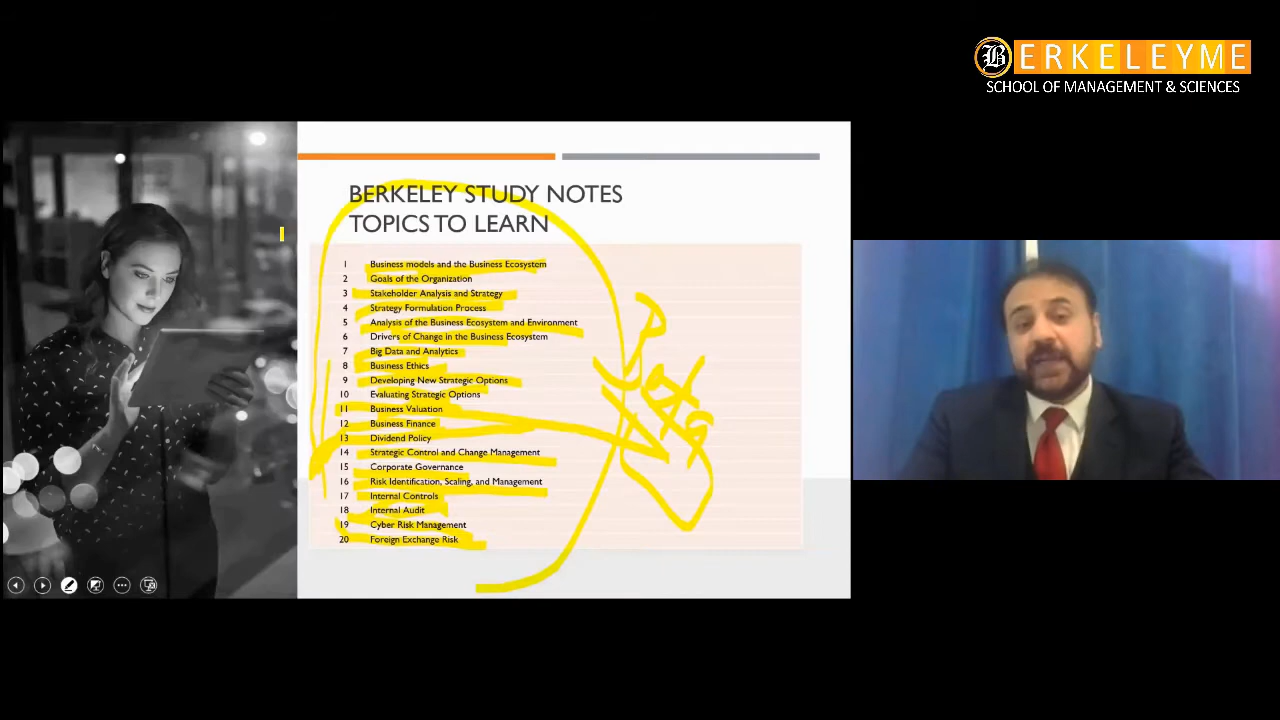 BERKELEYME
SCHOOL OF MANAGEMENT & SCIENCES
BERKELEY STUDY NOTES
TOPICS TO LEARN
1 Business models and the Business Ecosystem
2 Goals of the Organization
3 Stakeholder Analysis and Strategy
4 Strategy Formulation Process
5 Analysis of the Business Ecosystem and Environment
6 Drivers of Change in the Business Ecosystem
7 Big Data and Analytics
8 Business Ethics
9 Developing New Strategic Options
10 Evaluating Strategic Options
11 Business Valuation
12 Business Finance
13 Dividend Policy
14 Strategic Control and Change Management
15 Corporate Governance
16 Risk Identification, Scaling, and Management
17 Internal Controls
18 Internal Audit
19 Cyber Risk Management
20 Foreign Exchange Risk